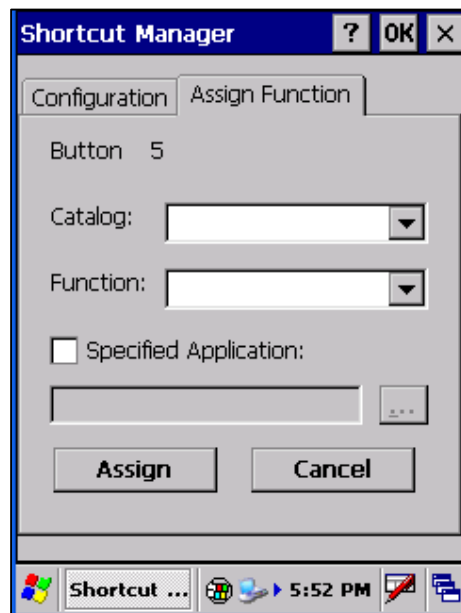 Shortcut Manager ? OK ×
Configuration Assign Function
Button 5
Catalog:
Function:
Specified Application:
...
Assign Cancel
Shortcut ... 5:52 PM